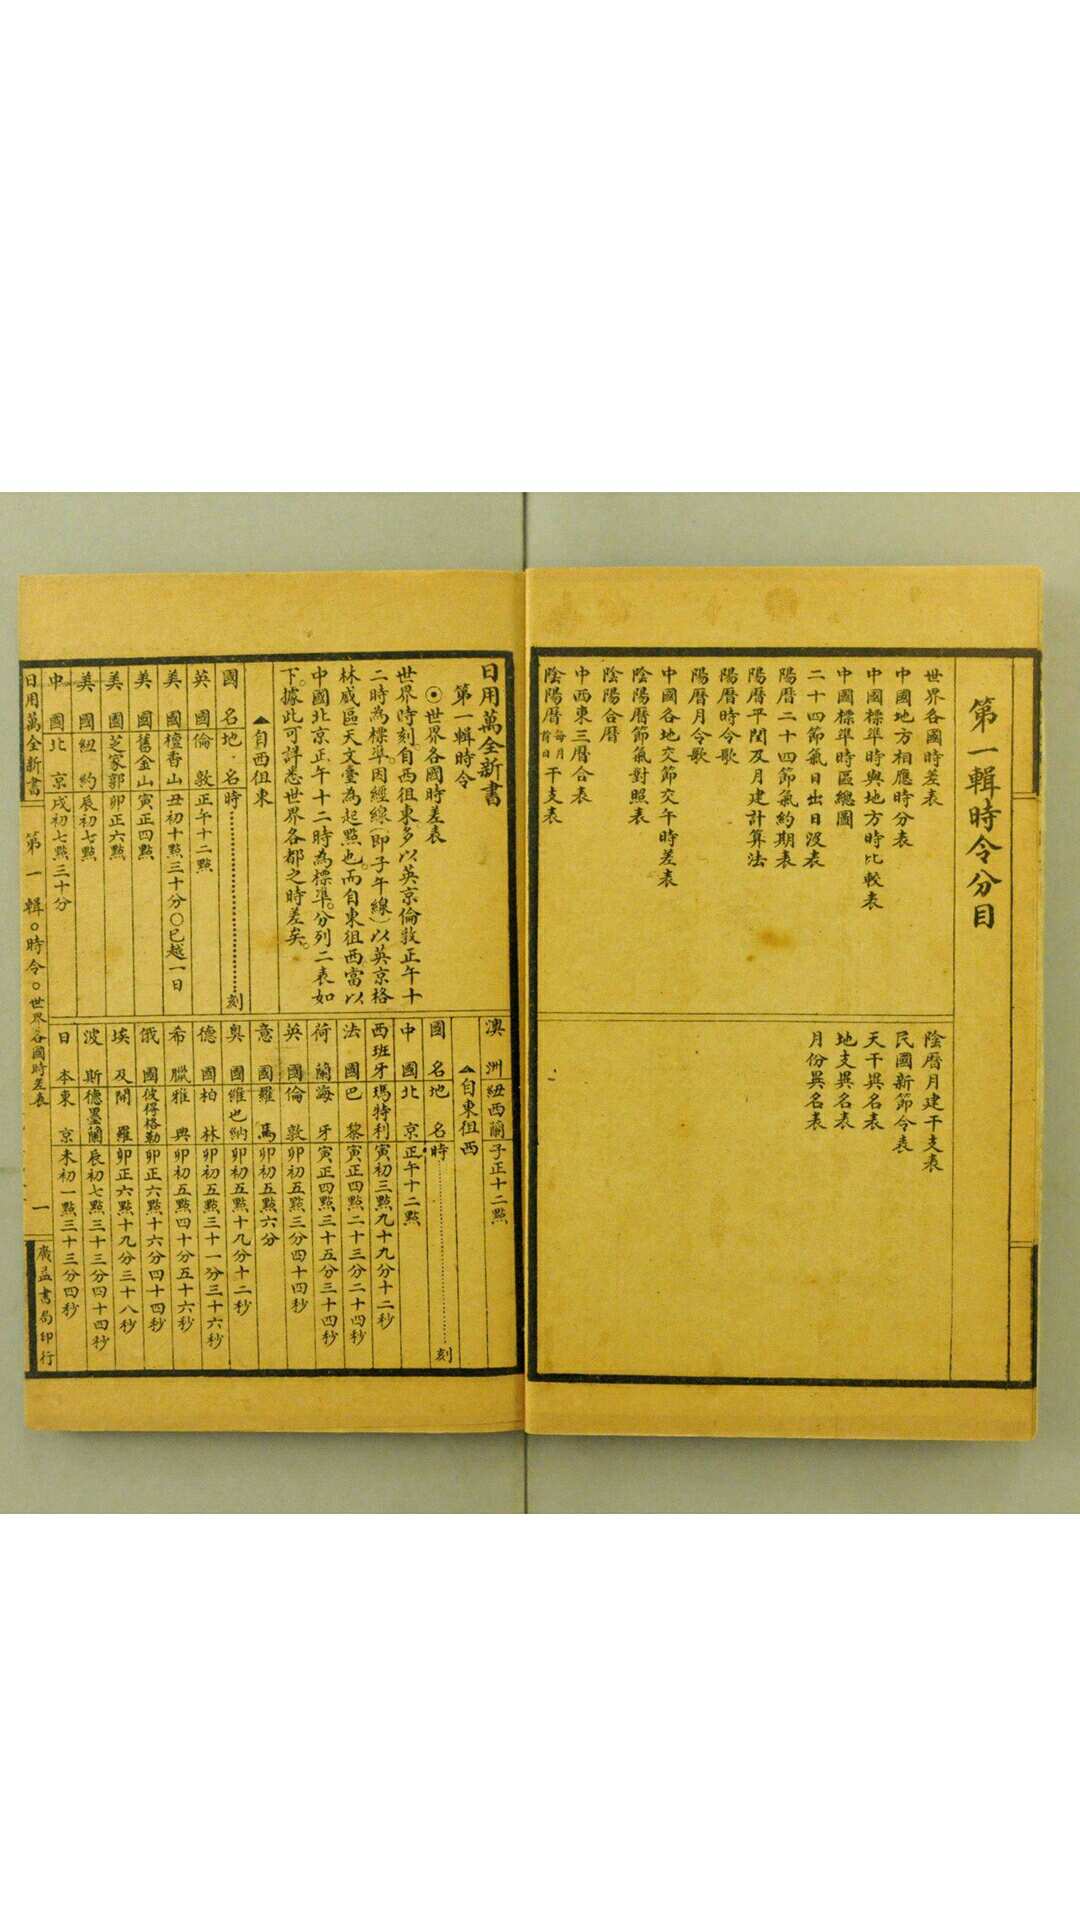 第一輯時令分目
世界各國時差表
中國地方相應時分表
中國標準時與地方時比較表
中國標準時區總圖
二十四節氣日出日沒表
陽曆二十四節氣約期表
陽曆平閏及月建計算法
陽曆時令歌
陽曆月令歌
中國各地交節交午時差表
陰陽曆節氣對照表
陰陽合曆
中西東三曆合表
陰陽曆每月首日干支表
陰曆月建干支表
民國新節令表
天干異名表
地支異名表
月份異名表
日用萬全新書
第一輯時令
⊙世界各國時差表
世界時刻自西徂東多以英京倫敦正午十
二時為標準因經線(即子午線)以英京格
林威區天文臺為起點也而自東徂西當以
中國北京正午十二時為標準分列二表如
下據此可詳悉世界各都之時差矣
▲自西徂東
國名地名時刻
英國倫敦正午十二點
美國檀香山丑初十點三十分○已越一日
美國舊金山寅正四點
美國芝家郭卯正六點
美國紐約辰初七點
中國北京戌初七點三十分
澳洲紐西蘭子正十二點
▲自東徂西
國名地名時刻
中國北京正午十二點
西班牙瑪特利寅初三點九十九分十二秒
法國巴黎寅正四點二十三分二十四秒
荷蘭海牙寅正四點三十五分三十四秒
英國倫敦卯初五點三分四十四秒
意國羅馬卯初五點六分
奧國維也納卯初五點十九分十二秒
德國柏林卯初五點三十一分三十六秒
希臘雅典卯初五點四十分五十六秒
俄國彼得格勒卯正六點十六分四十四秒
埃及開羅卯正六點十九分三十八秒
波斯德墨蘭辰初七點三十三分四十四秒
日本東京未初一點三十三分四秒
日用萬全新書 第一輯○時令○世界各國時差表 一 廣益書局印行